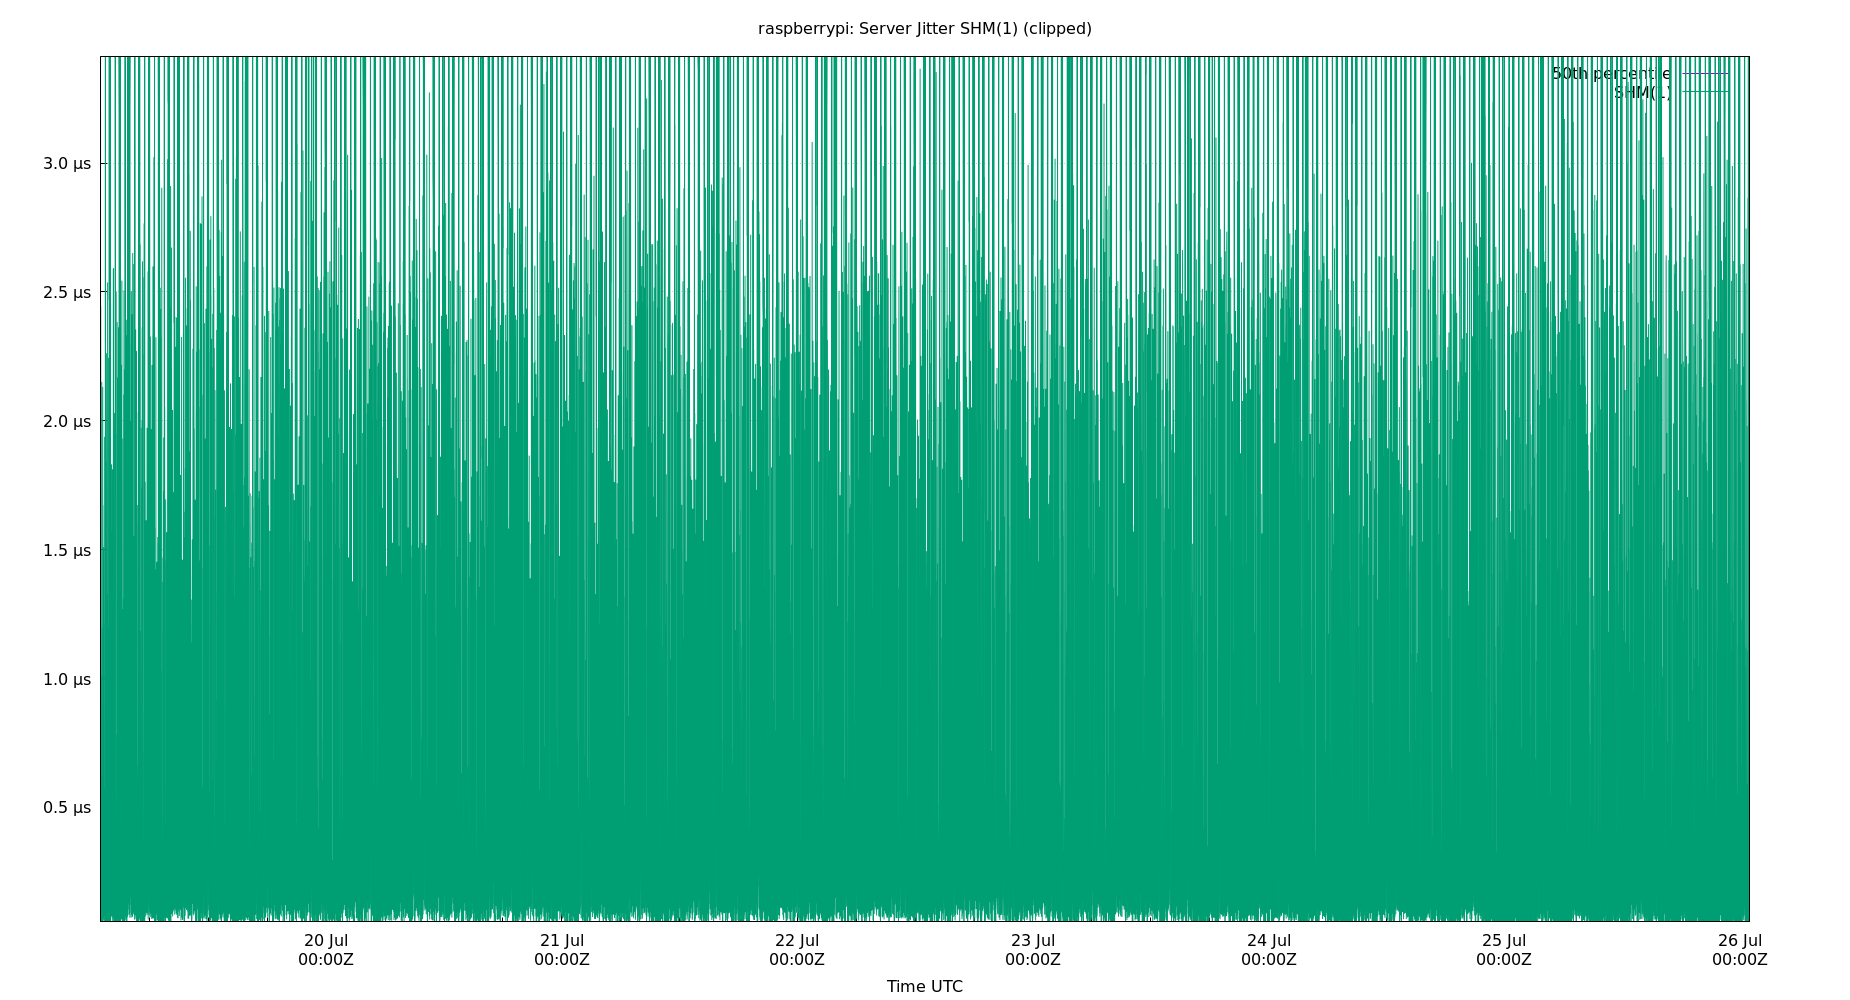 raspberrypi: Server Jitter SHM(1) (clipped)
50th percentile
SHM(1)
3.0 µs
2.5 µs
2.0 µs
1.5 µs
1.0 µs
0.5 µs
20 Jul 21 Jul 22 Jul 23 Jul 24 Jul 25 Jul 26 Jul
00:00Z 00:00Z 00:00Z 00:00Z 00:00Z 00:00Z 00:00Z
Time UTC